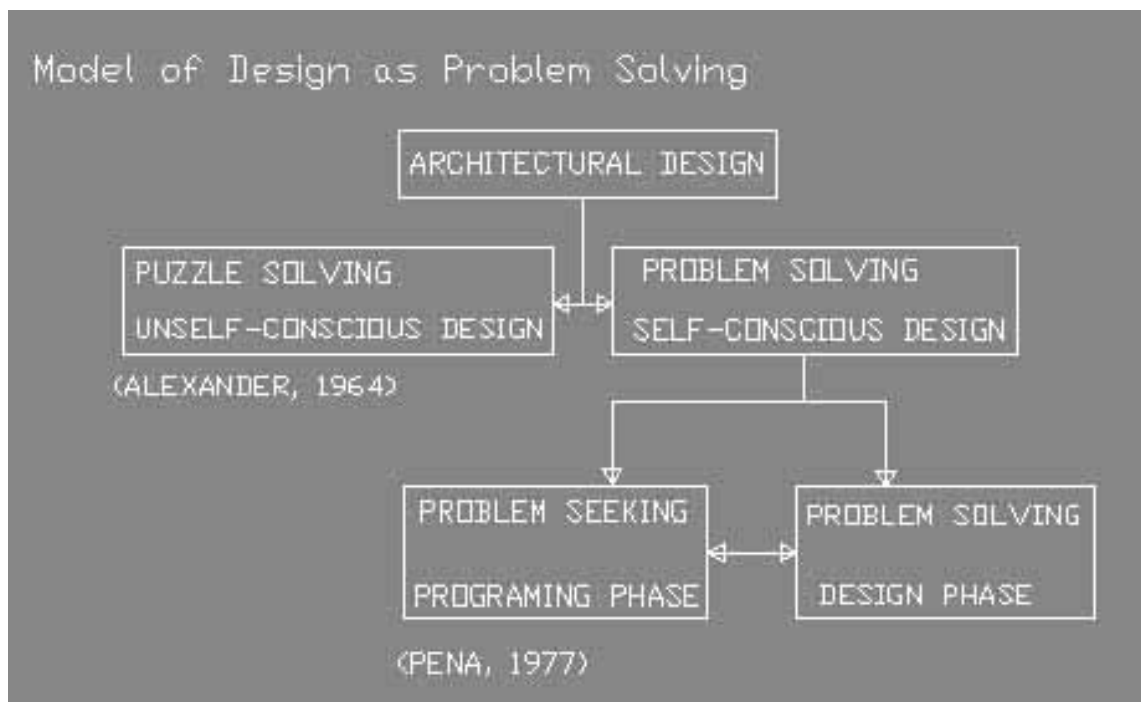 Model of Design as Problem Solving
ARCHITECTURAL DESIGN
PUZZLE SOLVING
UNSELF-CONSCIOUS DESIGN
(ALEXANDER, 1964)
PROBLEM SOLVING
SELF-CONSCIOUS DESIGN
PROBLEM SEEKING
PROGRAMING PHASE
(PENA, 1977)
PROBLEM SOLVING
DESIGN PHASE